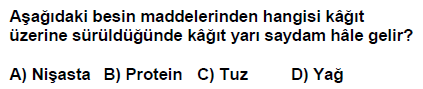 Aşağıdaki besin maddelerinden hangisi kâğıt
üzerine sürüldüğünde kâğıt yarı saydam hâle gelir?
A) Nişasta B) Protein C) Tuz D) Yağ